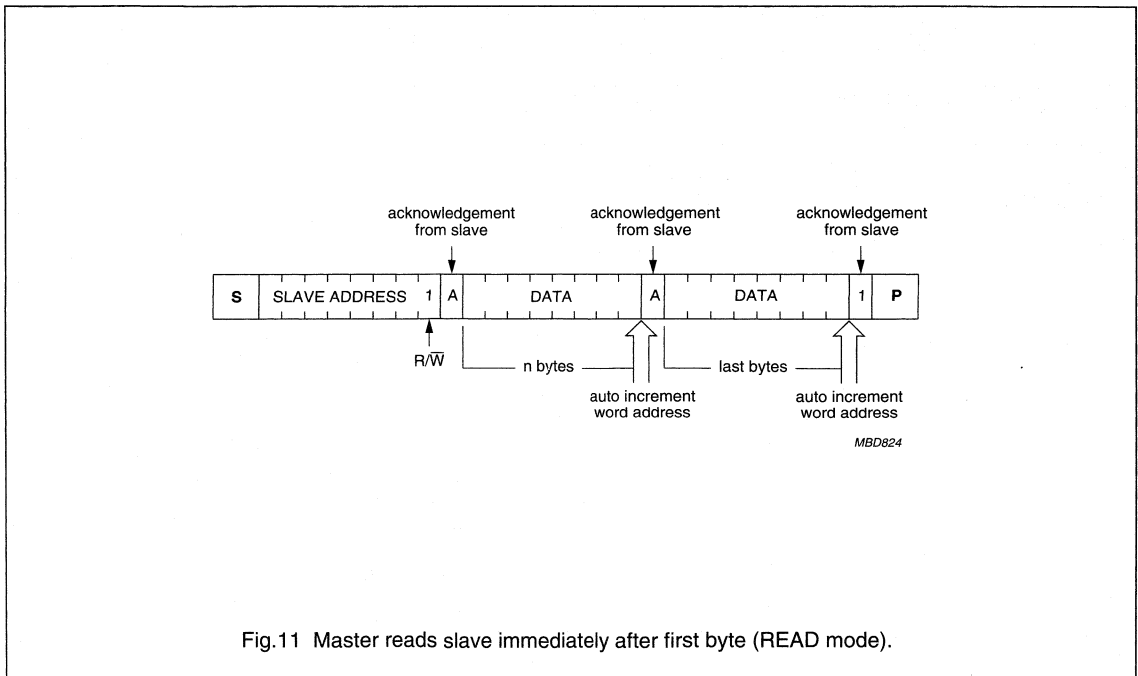 acknowledgement
from slave
acknowledgement
from slave
acknowledgement
from slave
S SLAVE ADDRESS 1 A DATA A DATA 1 P
R/W̅
n bytes
last bytes
auto increment
word address
auto increment
word address
MBD824
Fig.11 Master reads slave immediately after first byte (READ mode).